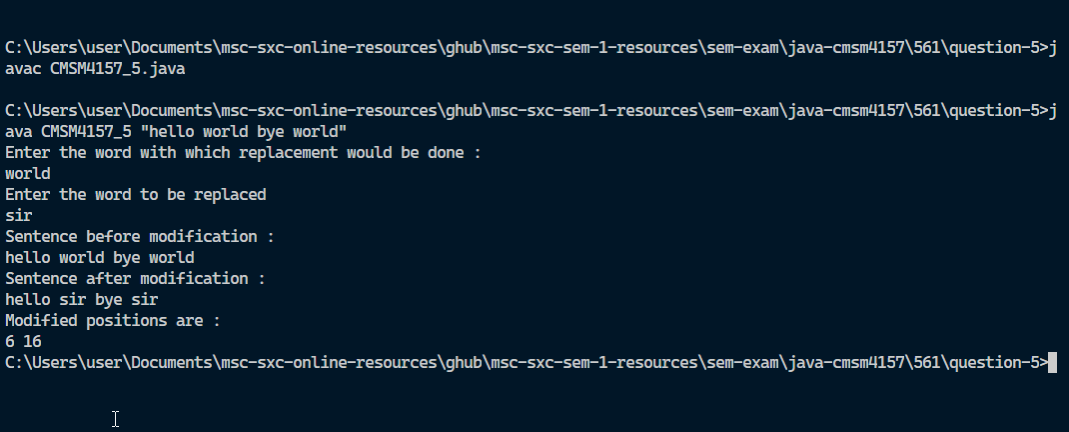 C:\Users\user\Documents\msc-sxc-online-resources\ghub\msc-sxc-sem-1-resources\sem-exam\java-cmsm4157\561\question-5>j
avac CMSM4157_5.java
C:\Users\user\Documents\msc-sxc-online-resources\ghub\msc-sxc-sem-1-resources\sem-exam\java-cmsm4157\561\question-5>j
ava CMSM4157_5 "hello world bye world"
Enter the word with which replacement would be done :
world
Enter the word to be replaced
sir
Sentence before modification :
hello world bye world
Sentence after modification :
hello sir bye sir
Modified positions are :
6 16
C:\Users\user\Documents\msc-sxc-online-resources\ghub\msc-sxc-sem-1-resources\sem-exam\java-cmsm4157\561\question-5>